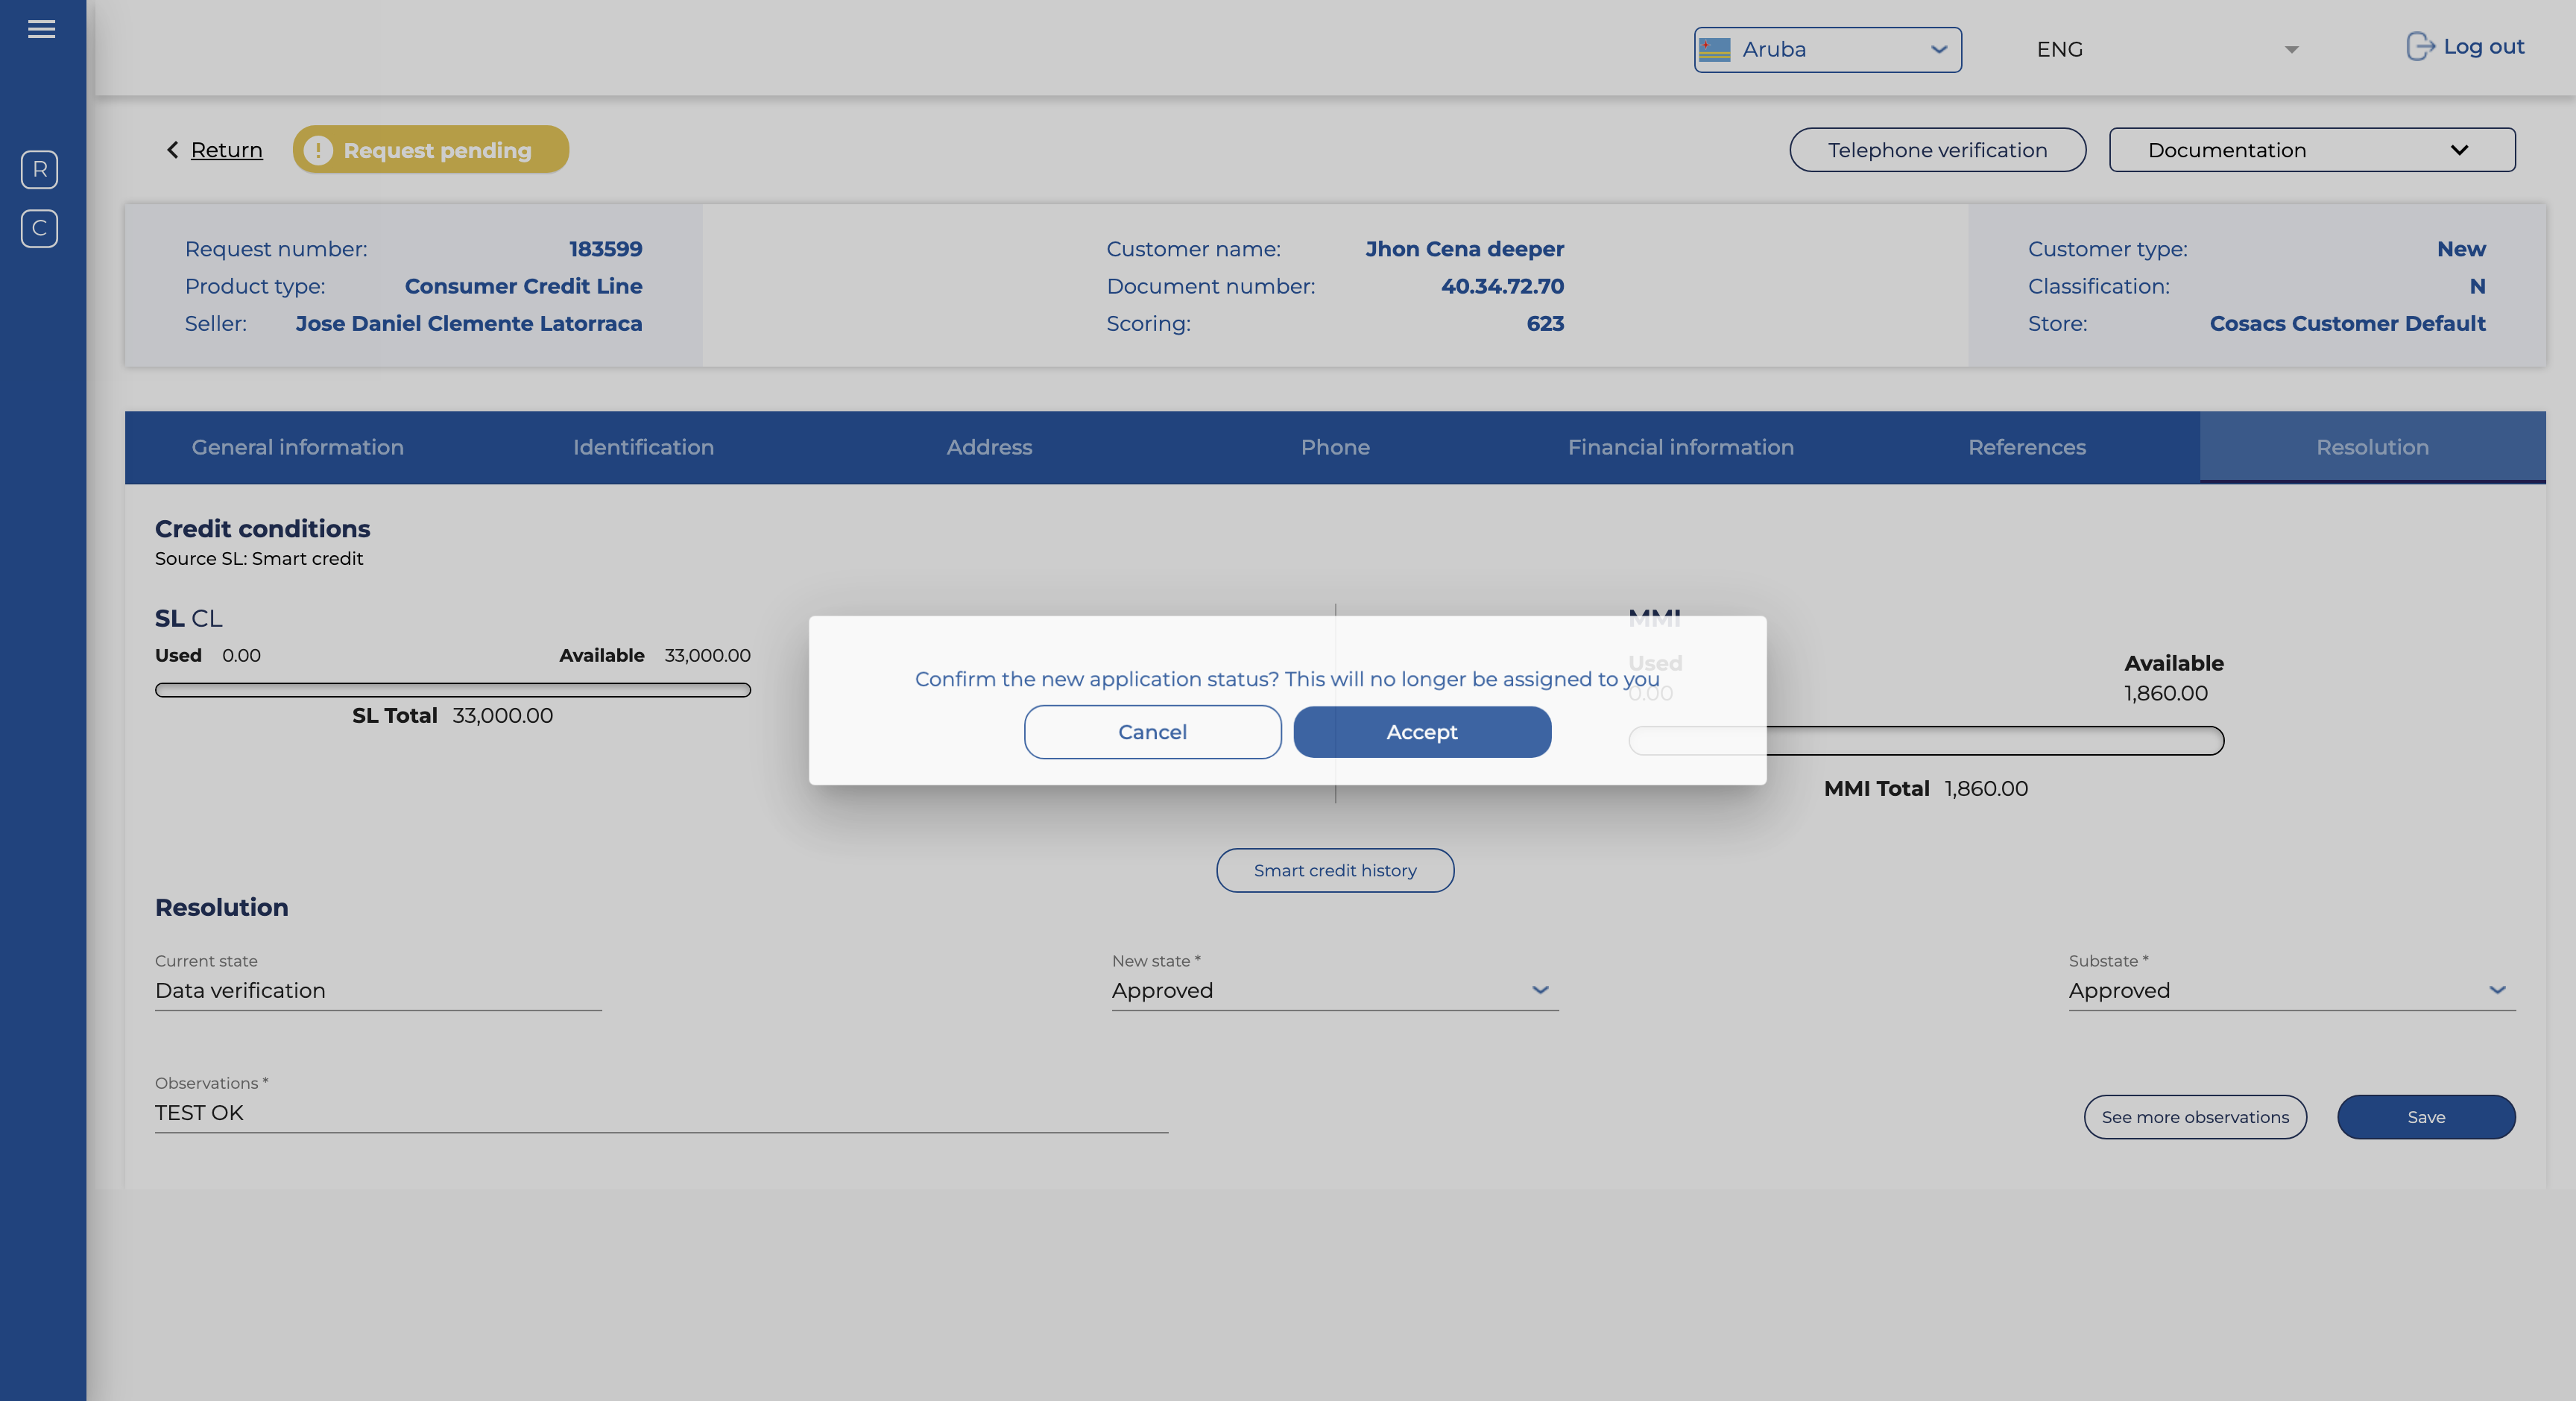 Aruba
ENG
Log out
R
C
Return
Request pending
Telephone verification
Documentation
Request number: 183599
Product type: Consumer Credit Line
Seller: Jose Daniel Clemente Latorraca
Customer name: Jhon Cena deeper
Document number: 40.34.72.70
Scoring: 623
Customer type: New
Classification: N
Store: Cosacs Customer Default
General information
Identification
Address
Phone
Financial information
References
Resolution
Credit conditions
Source SL: Smart credit
SL CL
Used 0.00 Available 33,000.00
SL Total 33,000.00
MMI
Used Available
0.00 1,860.00
MMI Total 1,860.00
Confirm the new application status? This will no longer be assigned to you
Cancel
Accept
Smart credit history
Resolution
Current state
Data verification
New state *
Approved
Substate *
Approved
Observations *
TEST OK
See more observations
Save